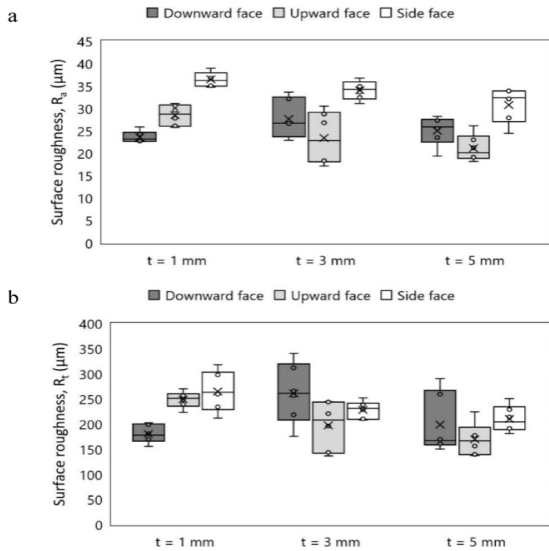 a
Downward face Upward face Side face
Surface roughness, Rₐ (µm)
45
40
35
30
25
20
15
10
5
0
t = 1 mm t = 3 mm t = 5 mm
b
Downward face Upward face Side face
Surface roughness, Rₜ (µm)
400
350
300
250
200
150
100
50
0
t = 1 mm t = 3 mm t = 5 mm